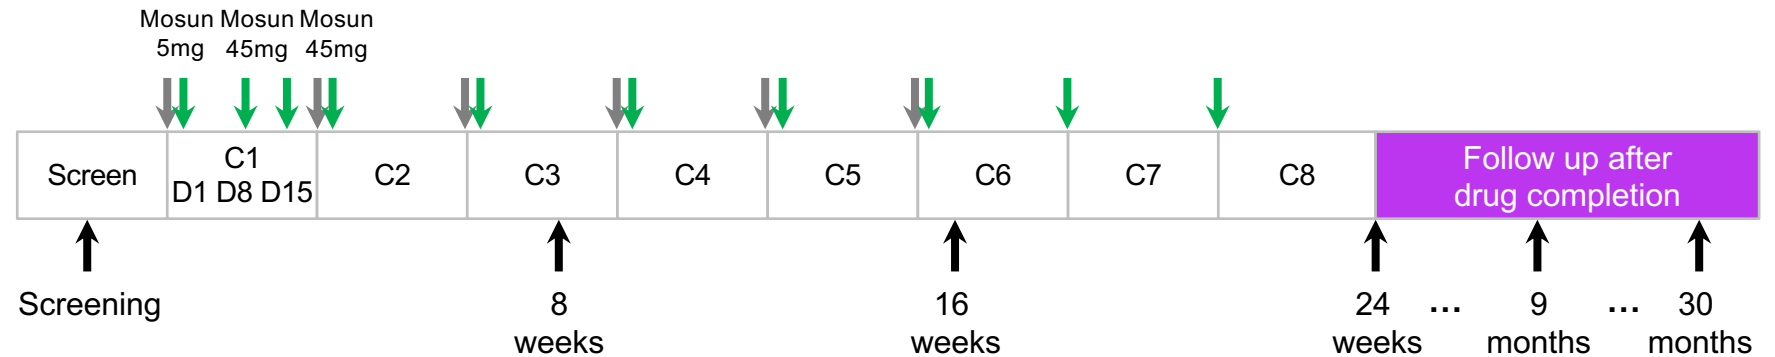 Mosun Mosun Mosun
5mg 45mg 45mg
Screen
C1
D1 D8 D15
C2
C3
C4
C5
C6
C7
C8
Follow up after
drug completion
Screening
8
weeks
16
weeks
24
weeks
...
9
months
...
30
months